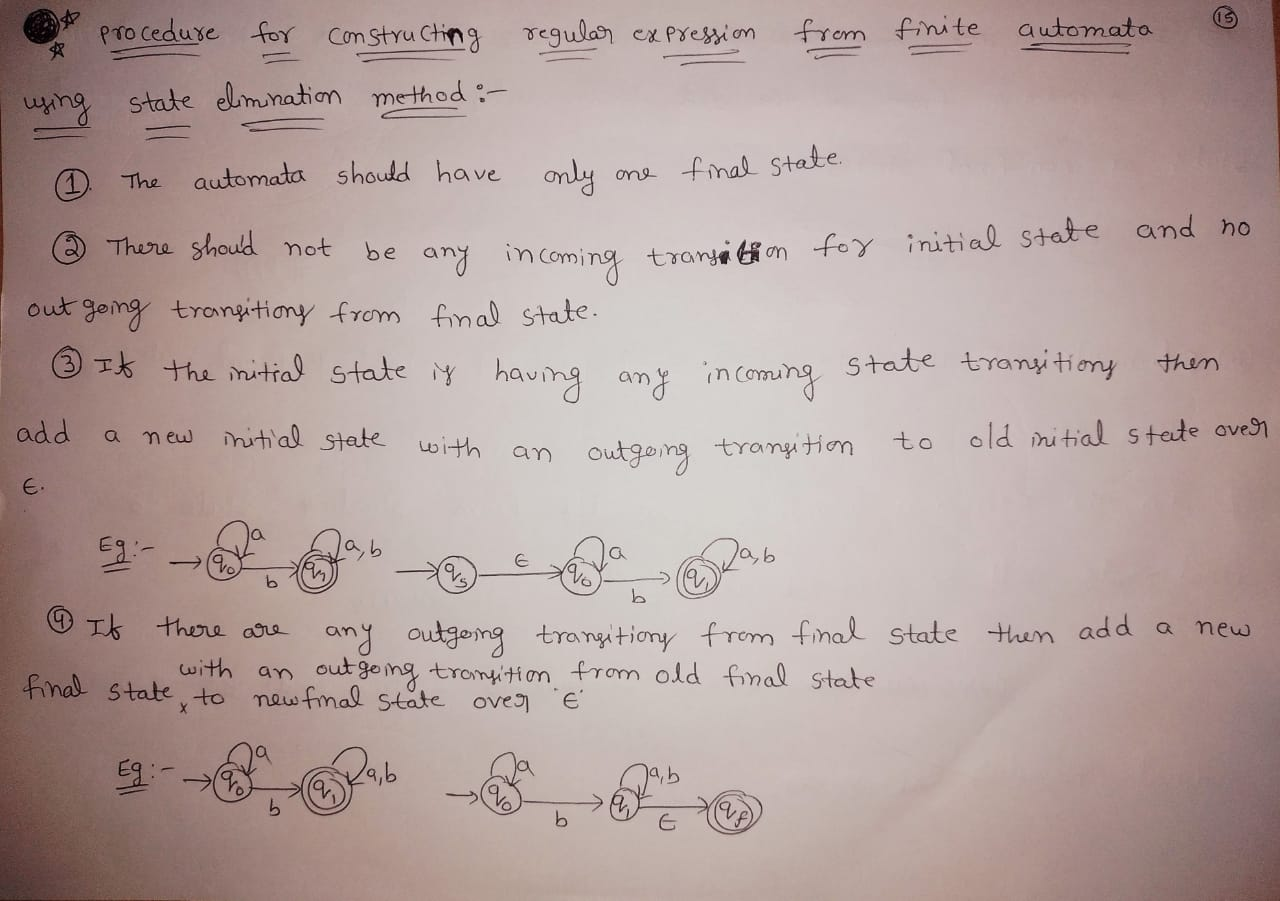 procedure for constructing regular expression from finite automata 15
using state elimination method :-
1. The automata should have only one final state.
2 There should not be any incoming transition for initial state and no
outgoing transitions from final state.
3 If the initial state is having any incoming state transitions then
add a new initial state with an outgoing transition to old initial state over
ϵ.
Eg:- q0 a b q1 a,b qs ϵ q0 a b q1 a,b
4 If there are any outgoing transitions from final state then add a new
with an outgoing transition from old final state
final state x to new final state over 'ϵ'
Eg:- q0 a b q1 a,b q0 a b q1 a,b ϵ qf